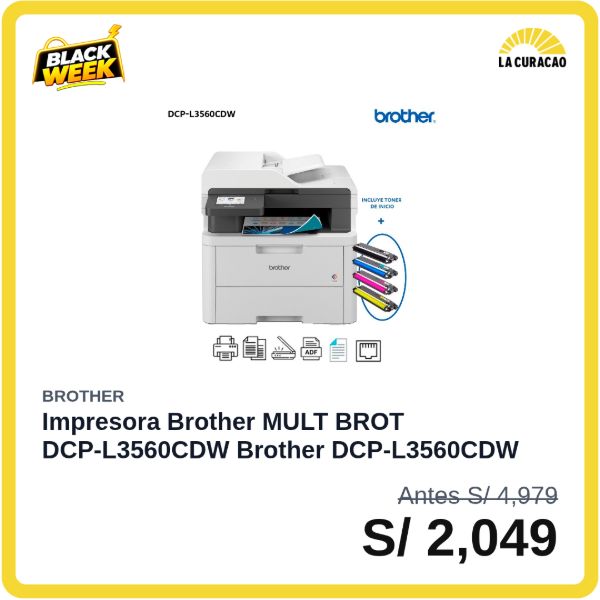 BLACK
WEEK
LA CURACAO
DCP-L3560CDW
brother
INCLUYE TONER
DE INICIO
+
brother
ADF
BROTHER
Impresora Brother MULT BROT
DCP-L3560CDW Brother DCP-L3560CDW
Antes S/ 4,979
S/ 2,049